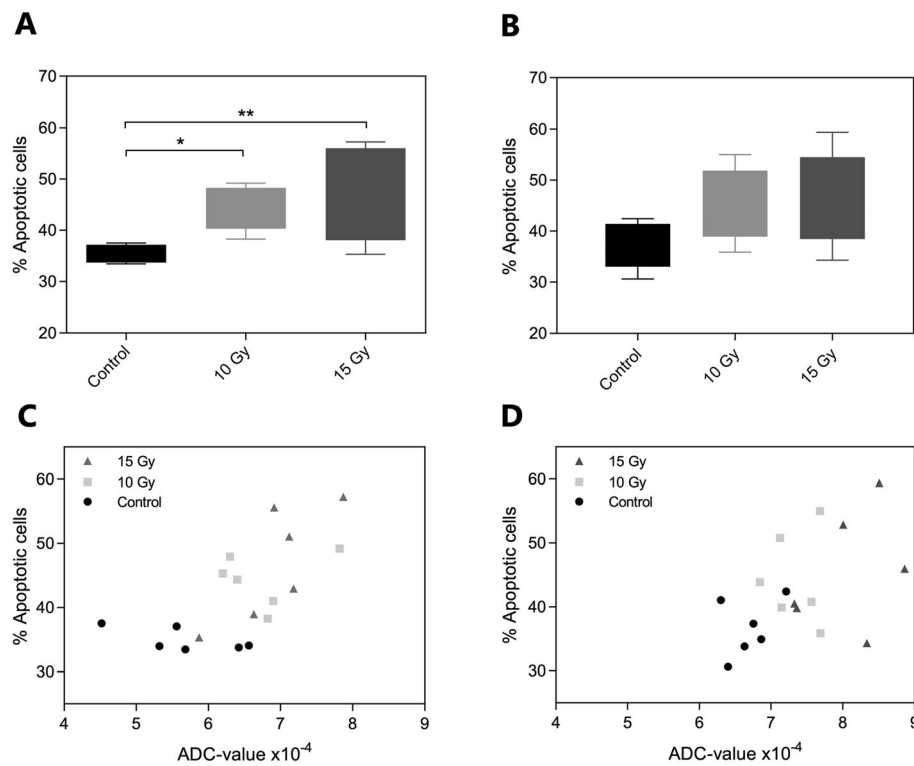 A
70
60
50
40
30
20
% Apoptotic cells
*
**
Control
10 Gy
15 Gy
B
70
60
50
40
30
20
% Apoptotic cells
Control
10 Gy
15 Gy
C
60
50
40
30
% Apoptotic cells
15 Gy
10 Gy
Control
4 5 6 7 8 9
ADC-value x10⁻⁴
D
60
50
40
30
% Apoptotic cells
15 Gy
10 Gy
Control
4 5 6 7 8 9
ADC-value x10⁻⁴